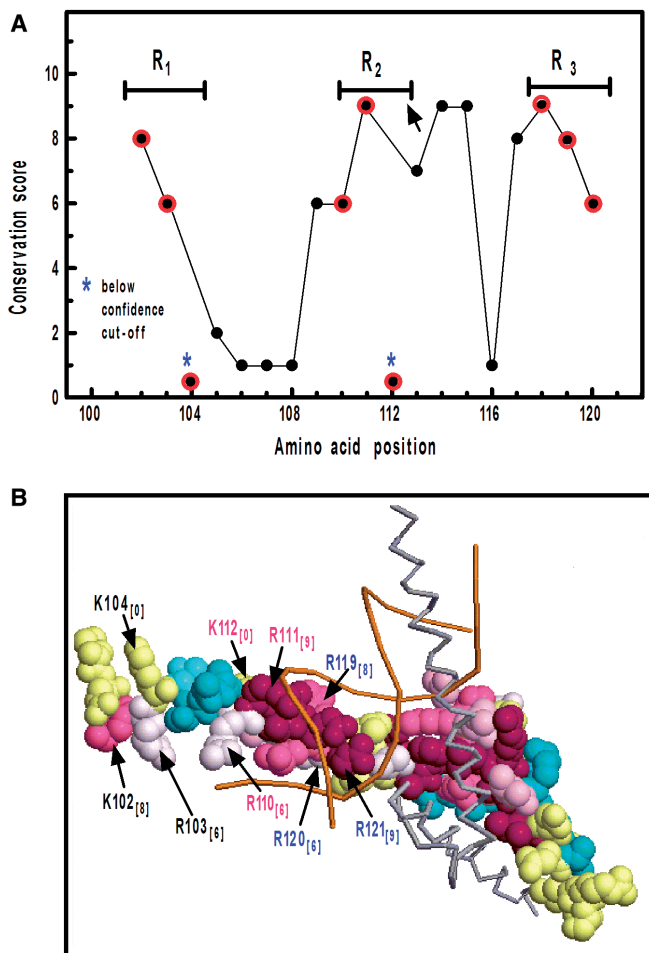 A
R1
R2
R3
10
8
6
4
2
0
Conservation score
* below
confidence
cut-off
*
*
100
104
108
112
116
120
Amino acid position
B
K104[0]
K112[0]
R111[9]
R119[8]
K102[8]
R103[6]
R110[6]
R120[6]
R121[9]